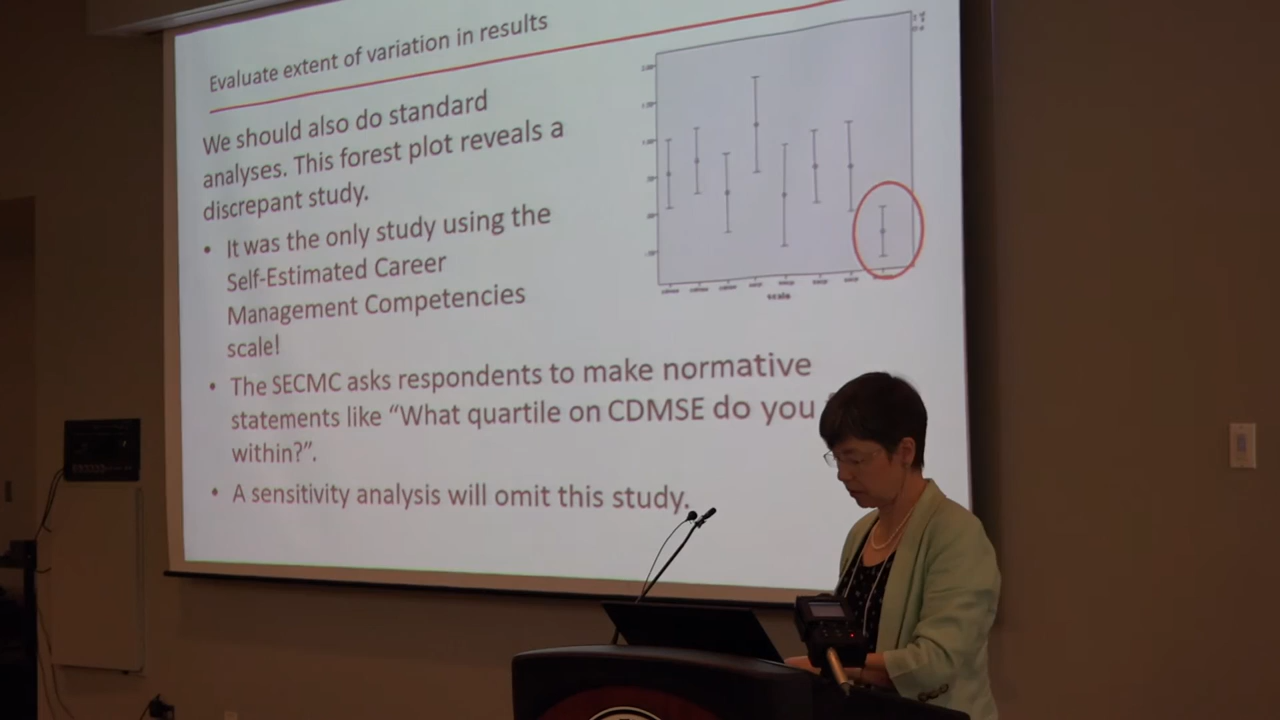 Evaluate extent of variation in results
We should also do standard
analyses. This forest plot reveals a
discrepant study.
• It was the only study using the
Self-Estimated Career
Management Competencies
scale!
• The SECMC asks respondents to make normative
statements like “What quartile on CDMSE do you
within?”.
• A sensitivity analysis will omit this study.
scale